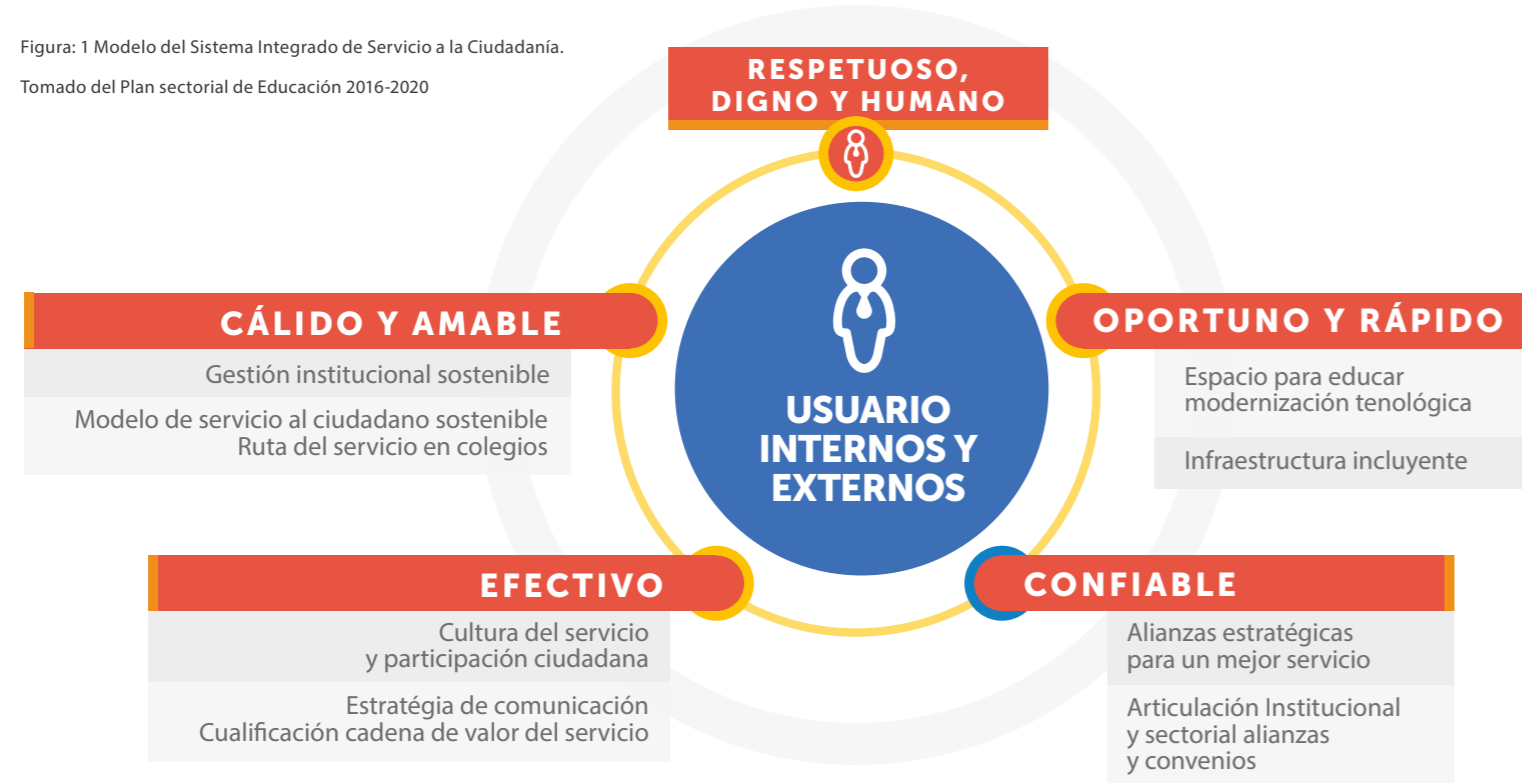 Figura: 1 Modelo del Sistema Integrado de Servicio a la Ciudadanía.
Tomado del Plan sectorial de Educación 2016-2020
RESPETUOSO,
DIGNO Y HUMANO
CÁLIDO Y AMABLE
Gestión institucional sostenible
Modelo de servicio al ciudadano sostenible
Ruta del servicio en colegios
USUARIO
INTERNOS Y
EXTERNOS
OPORTUNO Y RÁPIDO
Espacio para educar
modernización tenológica
Infraestructura incluyente
EFECTIVO
Cultura del servicio
y participación ciudadana
Estratégia de comunicación
Cualificación cadena de valor del servicio
CONFIABLE
Alianzas estratégicas
para un mejor servicio
Articulación Institucional
y sectorial alianzas
y convenios